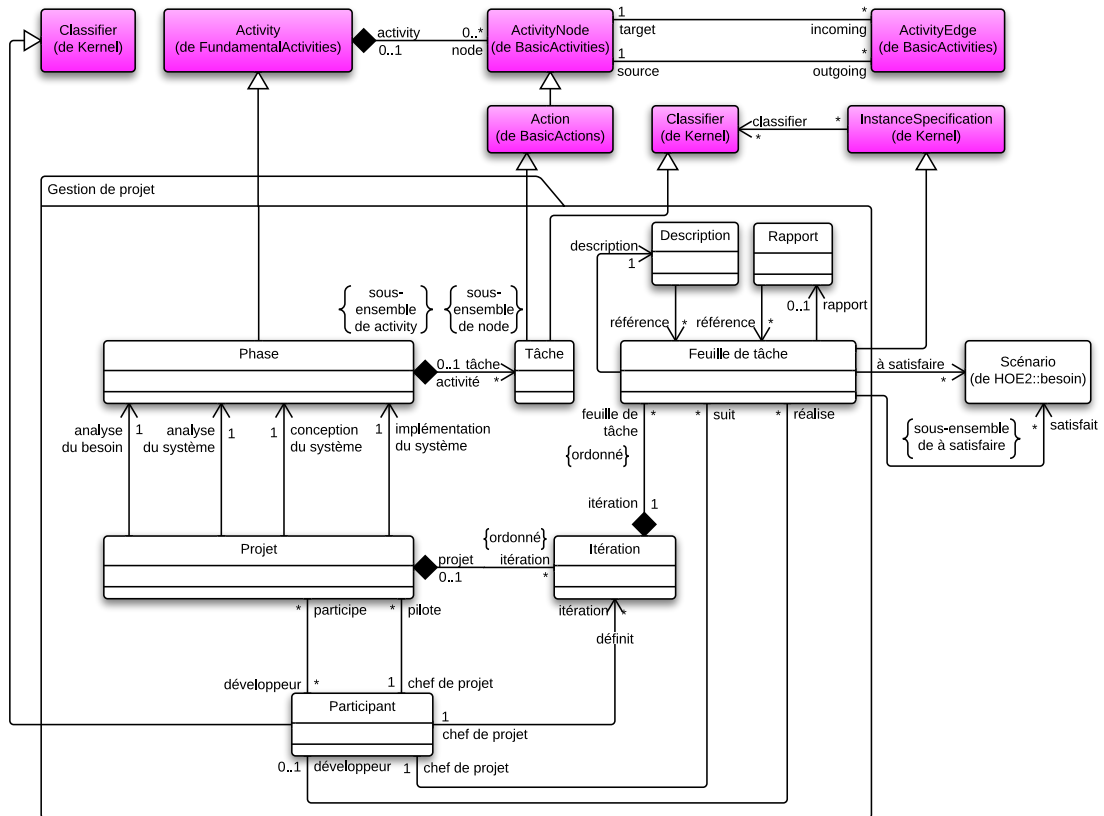 Classifier
(de Kernel)
Activity
(de FundamentalActivities)
activity
0..1
0..*
node
ActivityNode
(de BasicActivities)
1
target
*
incoming
1
source
*
outgoing
ActivityEdge
(de BasicActivities)
Action
(de BasicActions)
Classifier
(de Kernel)
classifier
*
*
InstanceSpecification
(de Kernel)
Gestion de projet
description
1
Description
Rapport
référence
*
référence
*
0..1
rapport
{sous-
ensemble
de activity}
{sous-
ensemble
de node}
Phase
0..1
activité
tâche
*
Tâche
Feuille de tâche
à satisfaire
*
Scénario
(de HOE2::besoin)
analyse
du besoin
1
analyse
du système
1
1
conception
du système
1
implémentation
du système
feuille de
tâche
*
{ordonné}
*
suit
*
réalise
{sous-ensemble
de à satisfaire}
*
satisfait
itération
1
Projet
projet
0..1
{ordonné}
itération
*
Itération
*
participe
*
pilote
itération
*
définit
développeur
*
1
chef de projet
Participant
1
chef de projet
0..1
développeur
1
chef de projet